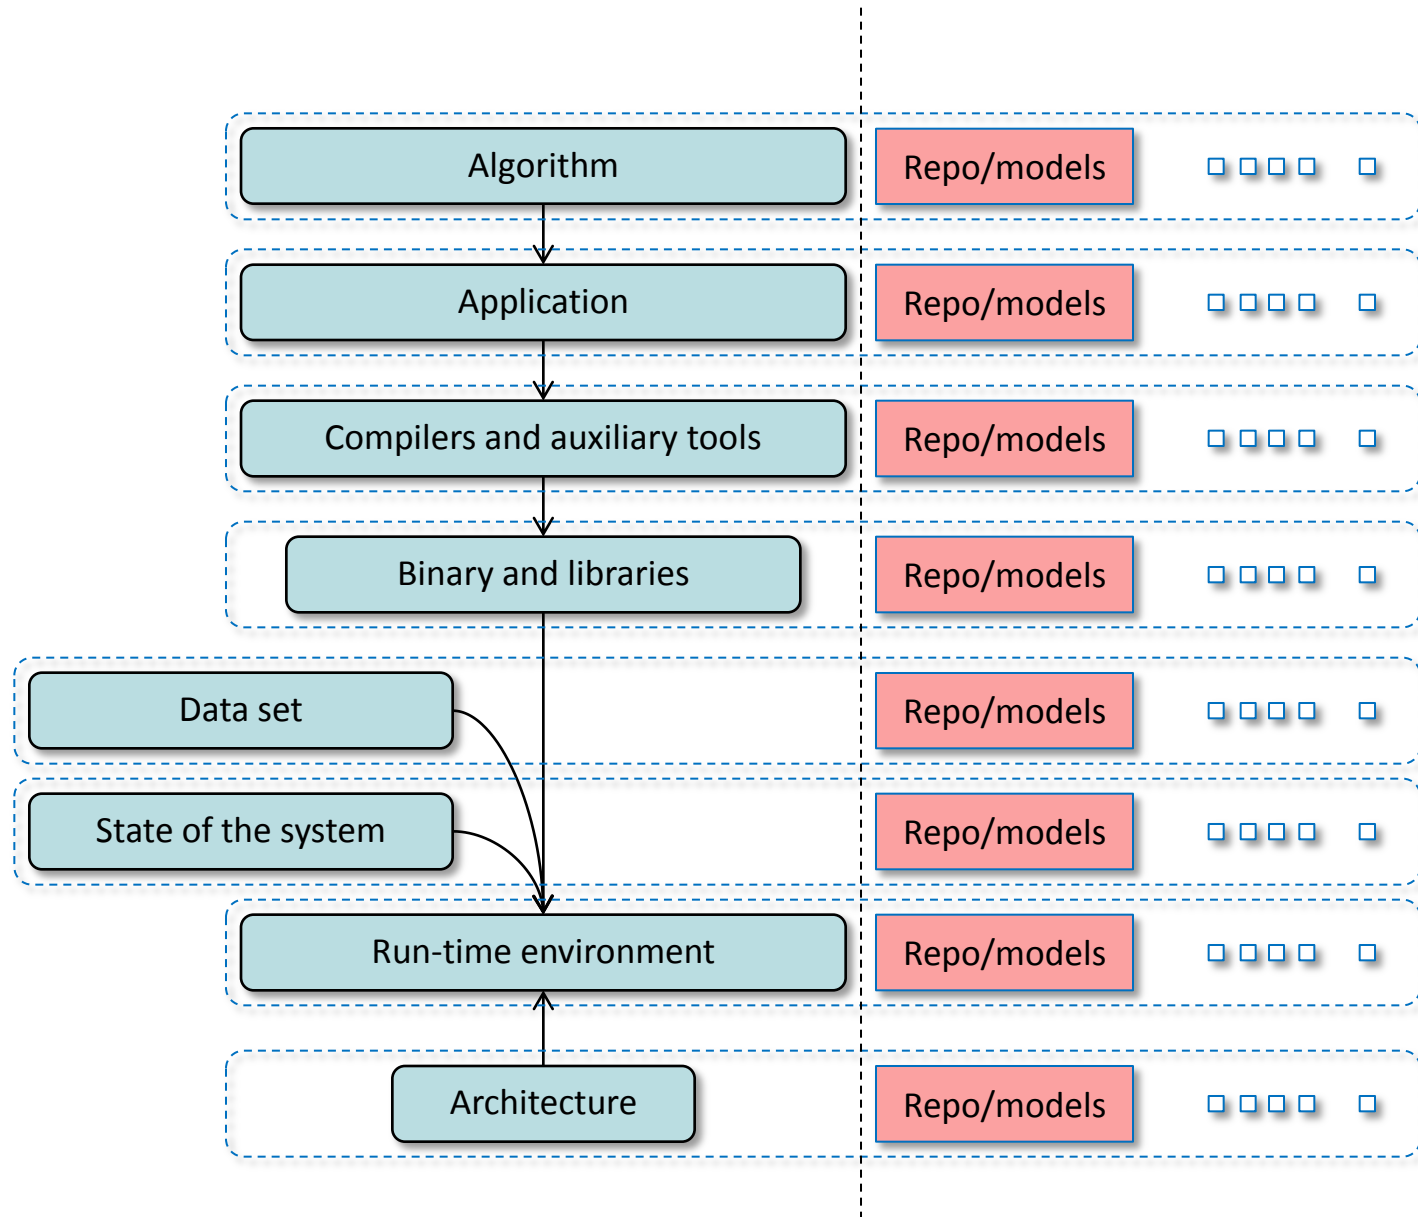 Algorithm
Repo/models
Application
Repo/models
Compilers and auxiliary tools
Repo/models
Binary and libraries
Repo/models
Data set
Repo/models
State of the system
Repo/models
Run-time environment
Repo/models
Architecture
Repo/models